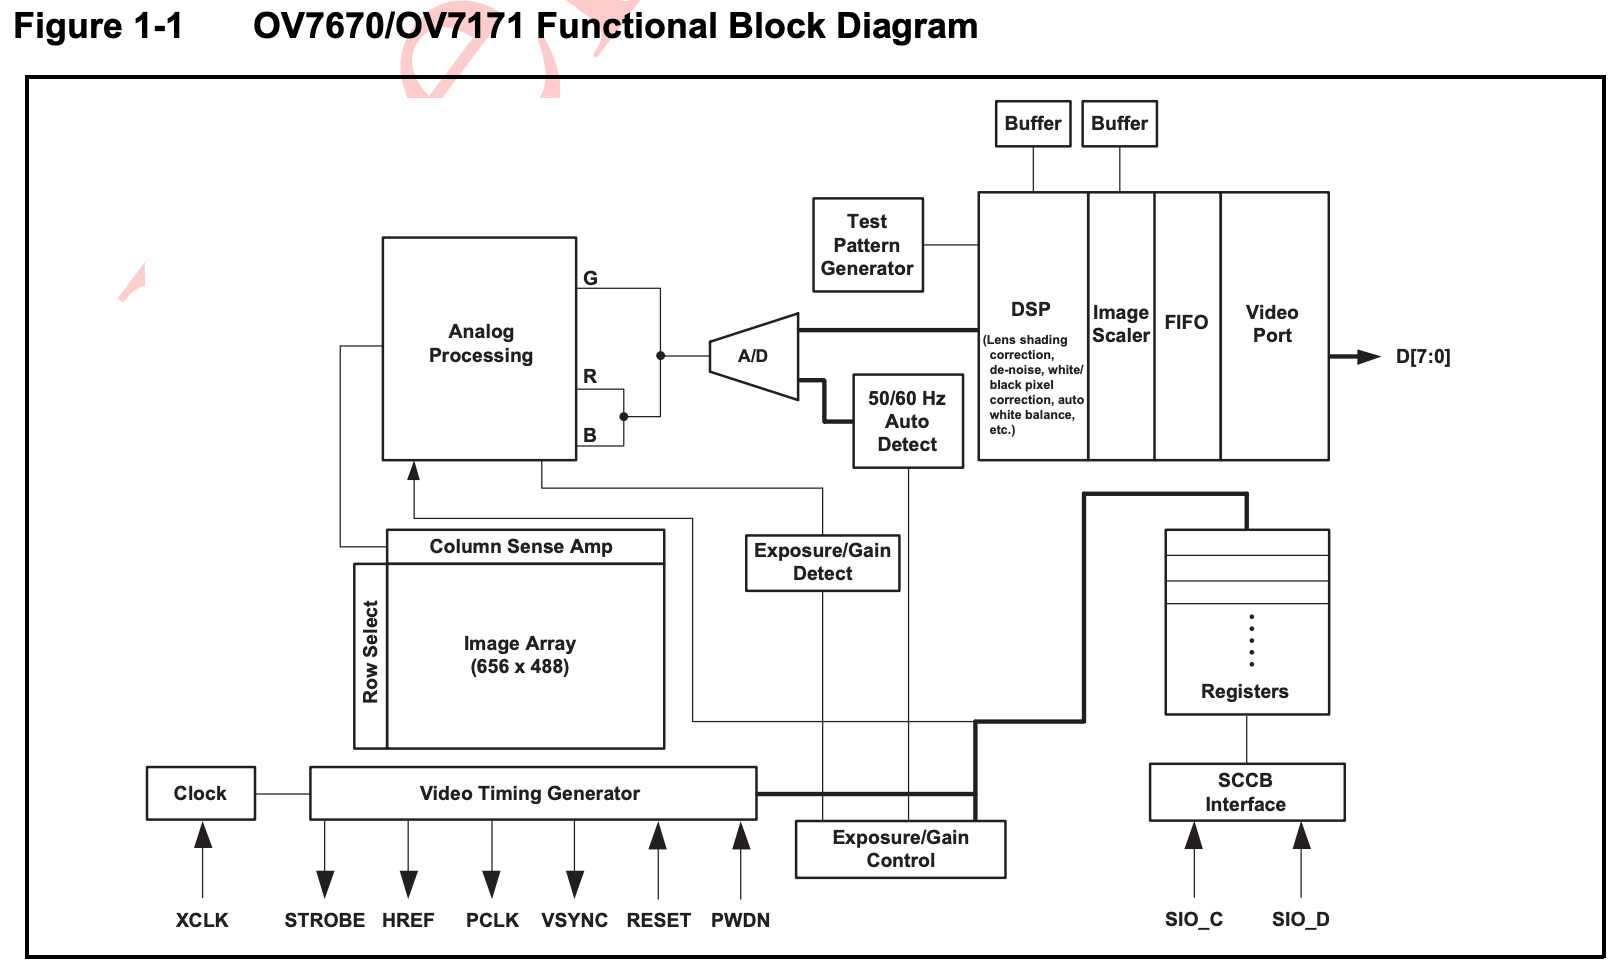 Figure 1-1 OV7670/OV7171 Functional Block Diagram
Buffer
Buffer
Test
Pattern
Generator
G
Analog
Processing
R
B
A/D
50/60 Hz
Auto
Detect
DSP
(Lens shading
correction,
de-noise, white/
black pixel
correction, auto
white balance,
etc.)
Image
Scaler
FIFO
Video
Port
D[7:0]
Column Sense Amp
Exposure/Gain
Detect
Row Select
Image Array
(656 x 488)
Registers
Clock
Video Timing Generator
SCCB
Interface
Exposure/Gain
Control
XCLK
STROBE
HREF
PCLK
VSYNC
RESET
PWDN
SIO_C
SIO_D